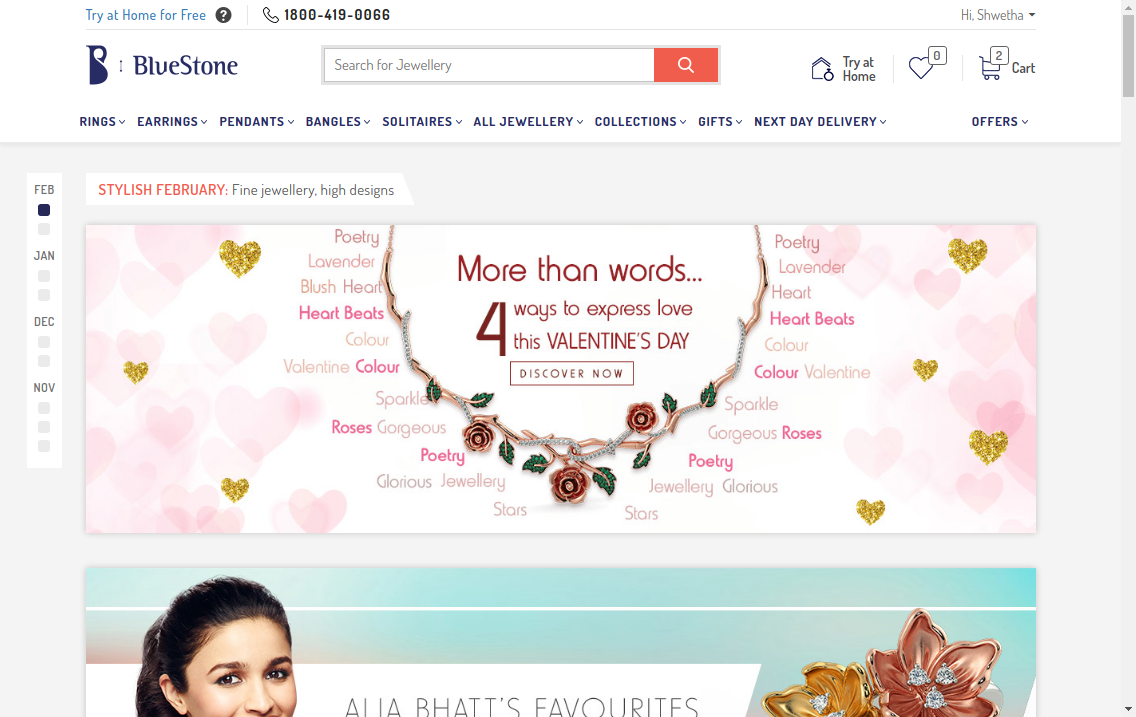 Try at Home for Free ?
1800-419-0066
Hi, Shwetha
BlueStone
Search for Jewellery
Try at
Home
0
2
Cart
RINGS EARRINGS PENDANTS BANGLES SOLITAIRES ALL JEWELLERY COLLECTIONS GIFTS NEXT DAY DELIVERY OFFERS
FEB
JAN
DEC
NOV
STYLISH FEBRUARY: Fine jewellery, high designs
Poetry
Lavender
Blush Heart
Heart Beats
Colour
Valentine Colour
Sparkle
Roses Gorgeous
Poetry
Glorious Jewellery
Stars
More than words...
4 ways to express love
this VALENTINE'S DAY
DISCOVER NOW
Poetry
Lavender
Heart
Heart Beats
Colour
Colour Valentine
Sparkle
Gorgeous Roses
Poetry
Jewellery Glorious
Stars
ALIA BHATT'S FAVOURITES